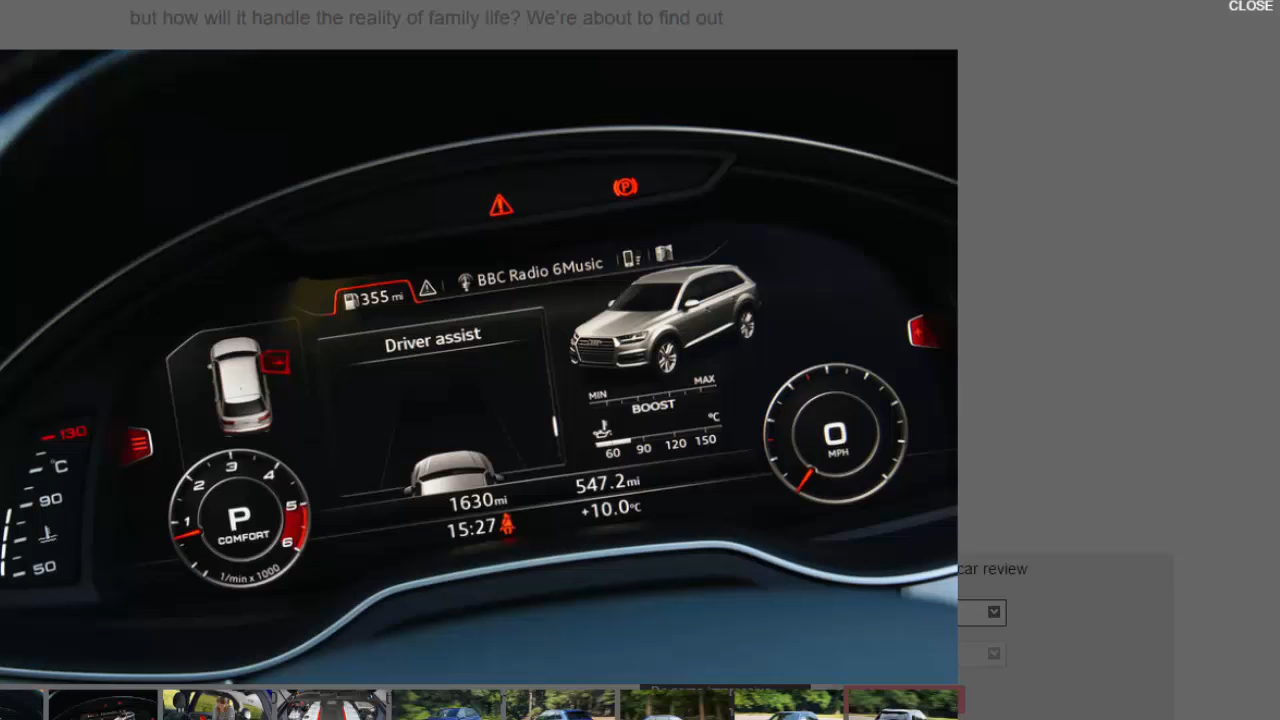 but how will it handle the reality of family life? We're about to find out
CLOSE
355 mi
BBC Radio 6Music
Driver assist
MIN MAX
BOOST
°C
60 90 120 150
130
°C
90
50
1 2 3 4 5 6
P
COMFORT
1/min x 1000
0
MPH
1630mi
547.2mi
15:27
+10.0°C
car review